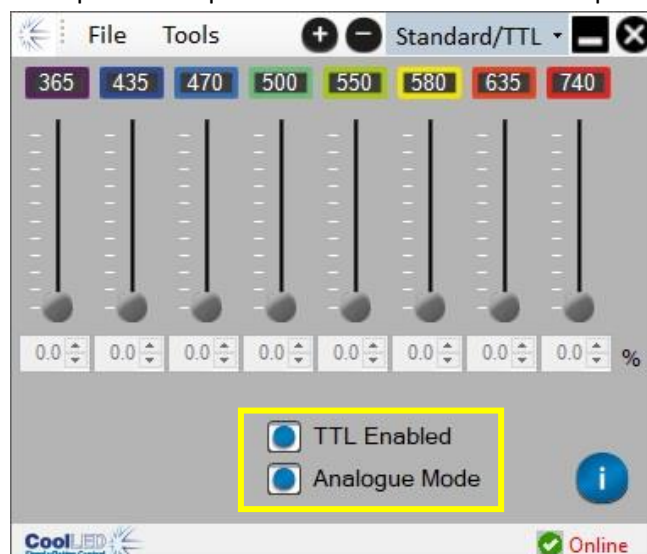 File Tools Standard/TTL
365 435 470 500 550 580 635 740
0.0 0.0 0.0 0.0 0.0 0.0 0.0 0.0 %
TTL Enabled
Analogue Mode
i
CoolLED
Online